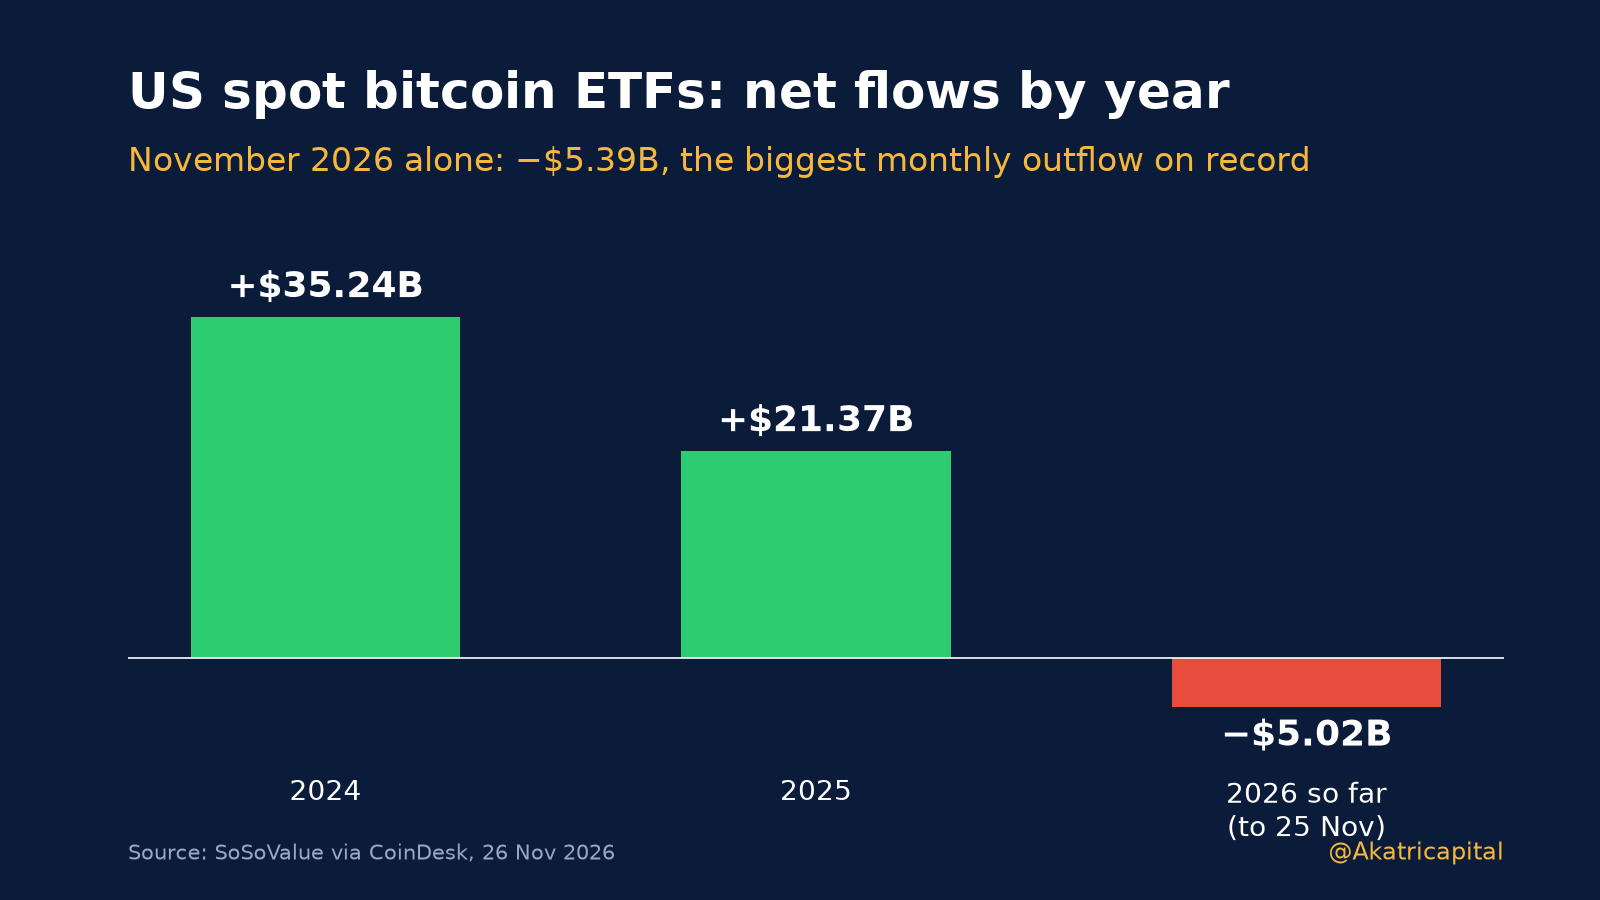 US spot bitcoin ETFs: net flows by year
November 2026 alone: −$5.39B, the biggest monthly outflow on record
+$35.24B
+$21.37B
−$5.02B
2024
2025
2026 so far
(to 25 Nov)
Source: SoSoValue via CoinDesk, 26 Nov 2026
@Akatricapital